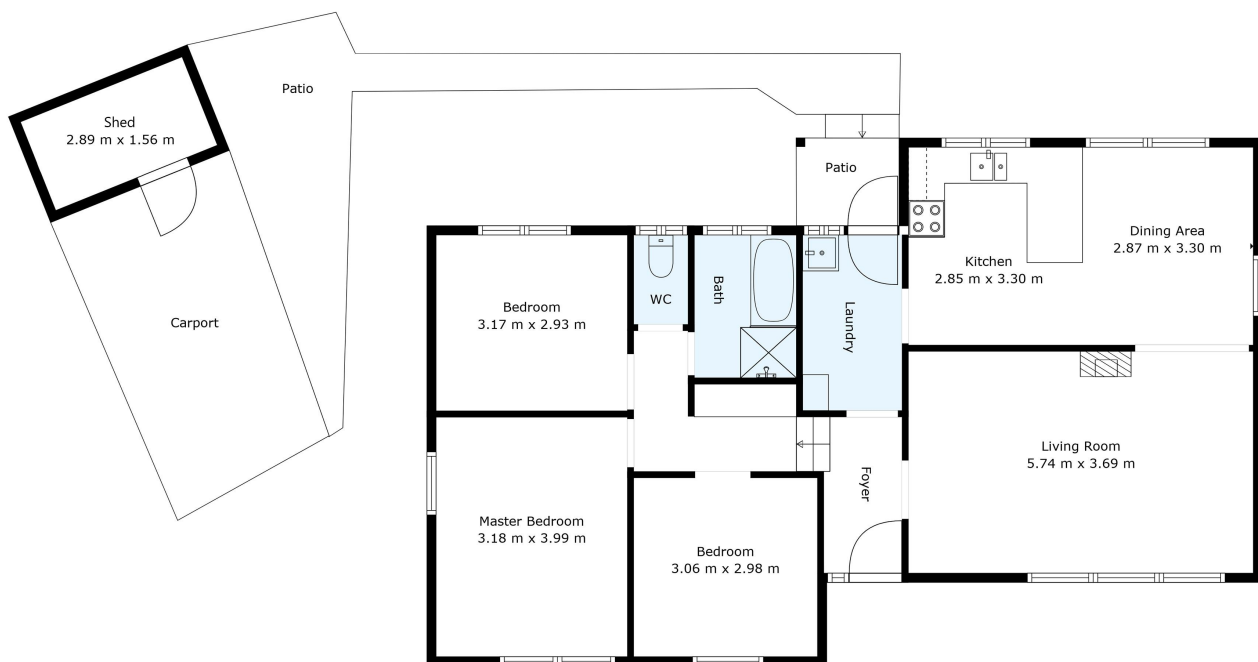 Patio
Shed
2.89 m x 1.56 m
Patio
Dining Area
2.87 m x 3.30 m
Kitchen
2.85 m x 3.30 m
Carport
Bedroom
3.17 m x 2.93 m
WC
Bath
Laundry
Living Room
5.74 m x 3.69 m
Foyer
Master Bedroom
3.18 m x 3.99 m
Bedroom
3.06 m x 2.98 m